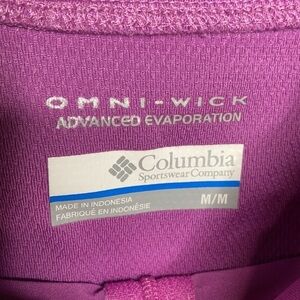 OMNI-WICK
ADVANCED EVAPORATION
Columbia
Sportswear Company
MADE IN INDONESIA
FABRIQUÉ EN INDONÉSIE
M/M